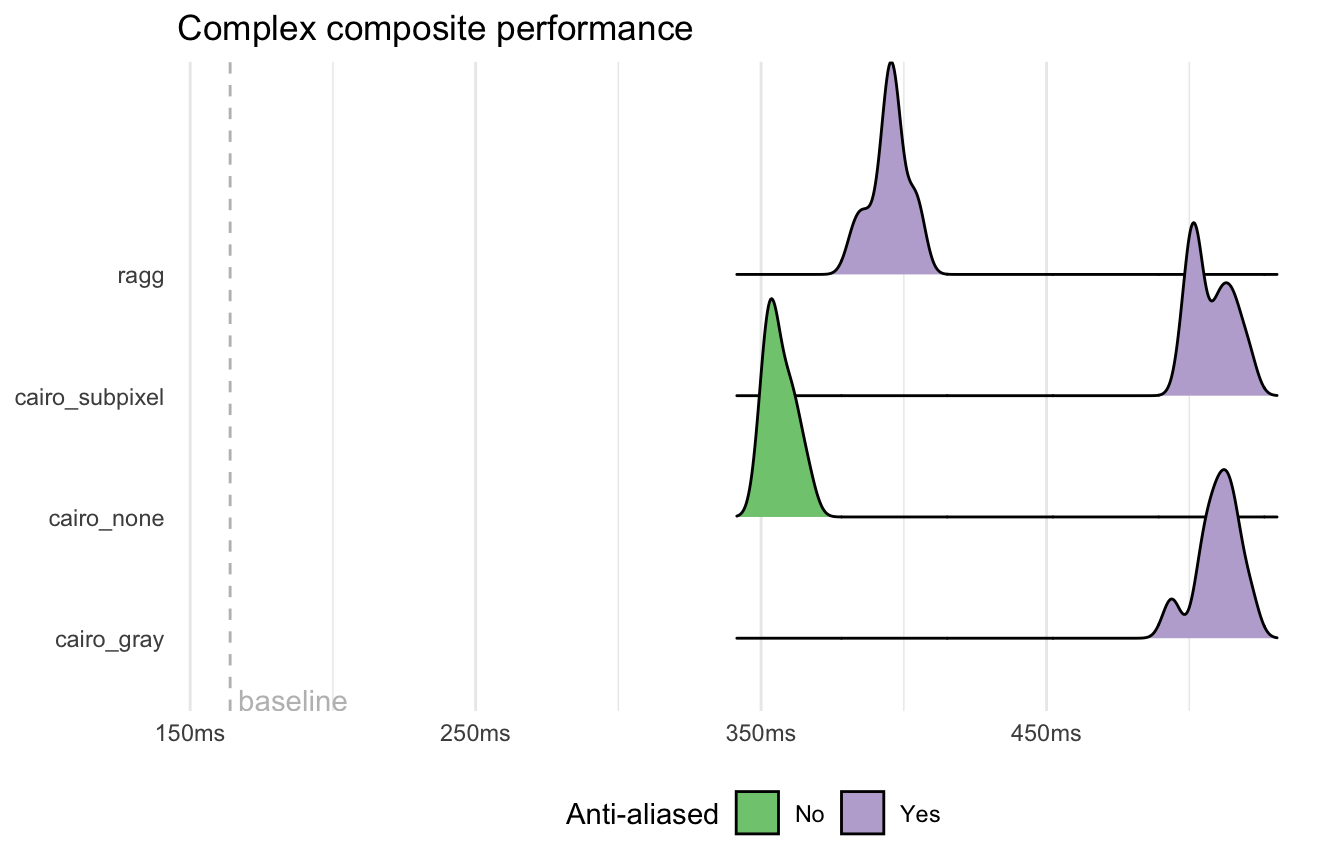 Complex composite performance
ragg
cairo_subpixel
cairo_none
cairo_gray
baseline
150ms 250ms 350ms 450ms
Anti-aliased No Yes